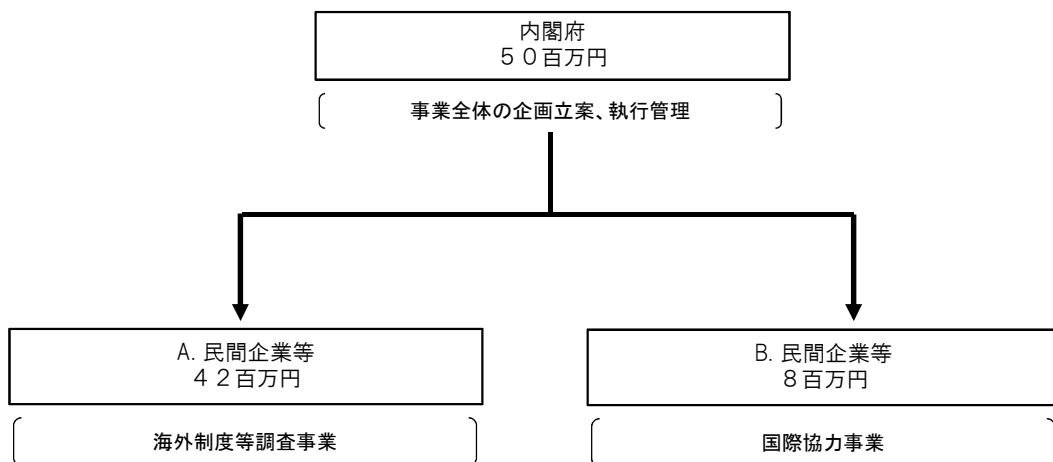 内閣府
５０百万円
事業全体の企画立案、執行管理
A. 民間企業等
４２百万円
海外制度等調査事業
B. 民間企業等
８百万円
国際協力事業